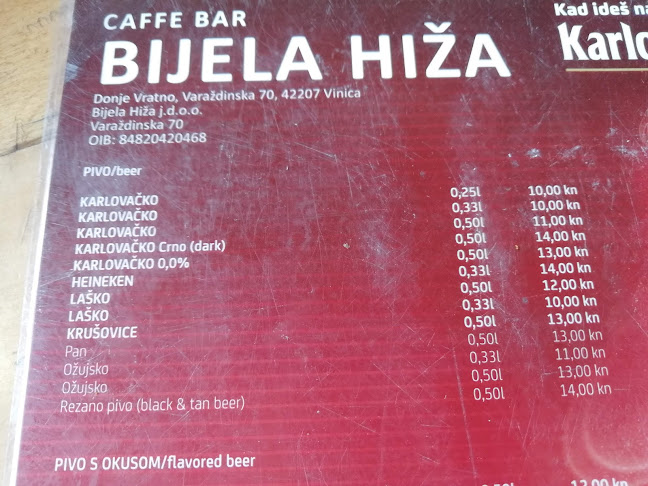 CAFFE BAR
BIJELA HIŽA
Donje Vratno, Varaždinska 70, 42207 Vinica
Bijela Hiža j.d.o.o.
Varaždinska 70
OIB: 84820420468
Kad ideš
PIVO/beer
KARLOVAČKO 0,25l 10,00 kn
KARLOVAČKO 0,33l 10,00 kn
KARLOVAČKO 0,50l 11,00 kn
KARLOVAČKO Crno (dark) 0,50l 14,00 kn
KARLOVAČKO 0,0% 0,50l 13,00 kn
HEINEKEN 0,33l 14,00 kn
LAŠKO 0,50l 12,00 kn
LAŠKO 0,33l 10,00 kn
KRUŠOVICE 0,50l 13,00 kn
Pan 0,50l 13,00 kn
Ožujsko 0,33l 11,00 kn
Ožujsko 0,50l 13,00 kn
Rezano pivo (black & tan beer) 0,50l 14,00 kn
PIVO S OKUSOM/flavored beer